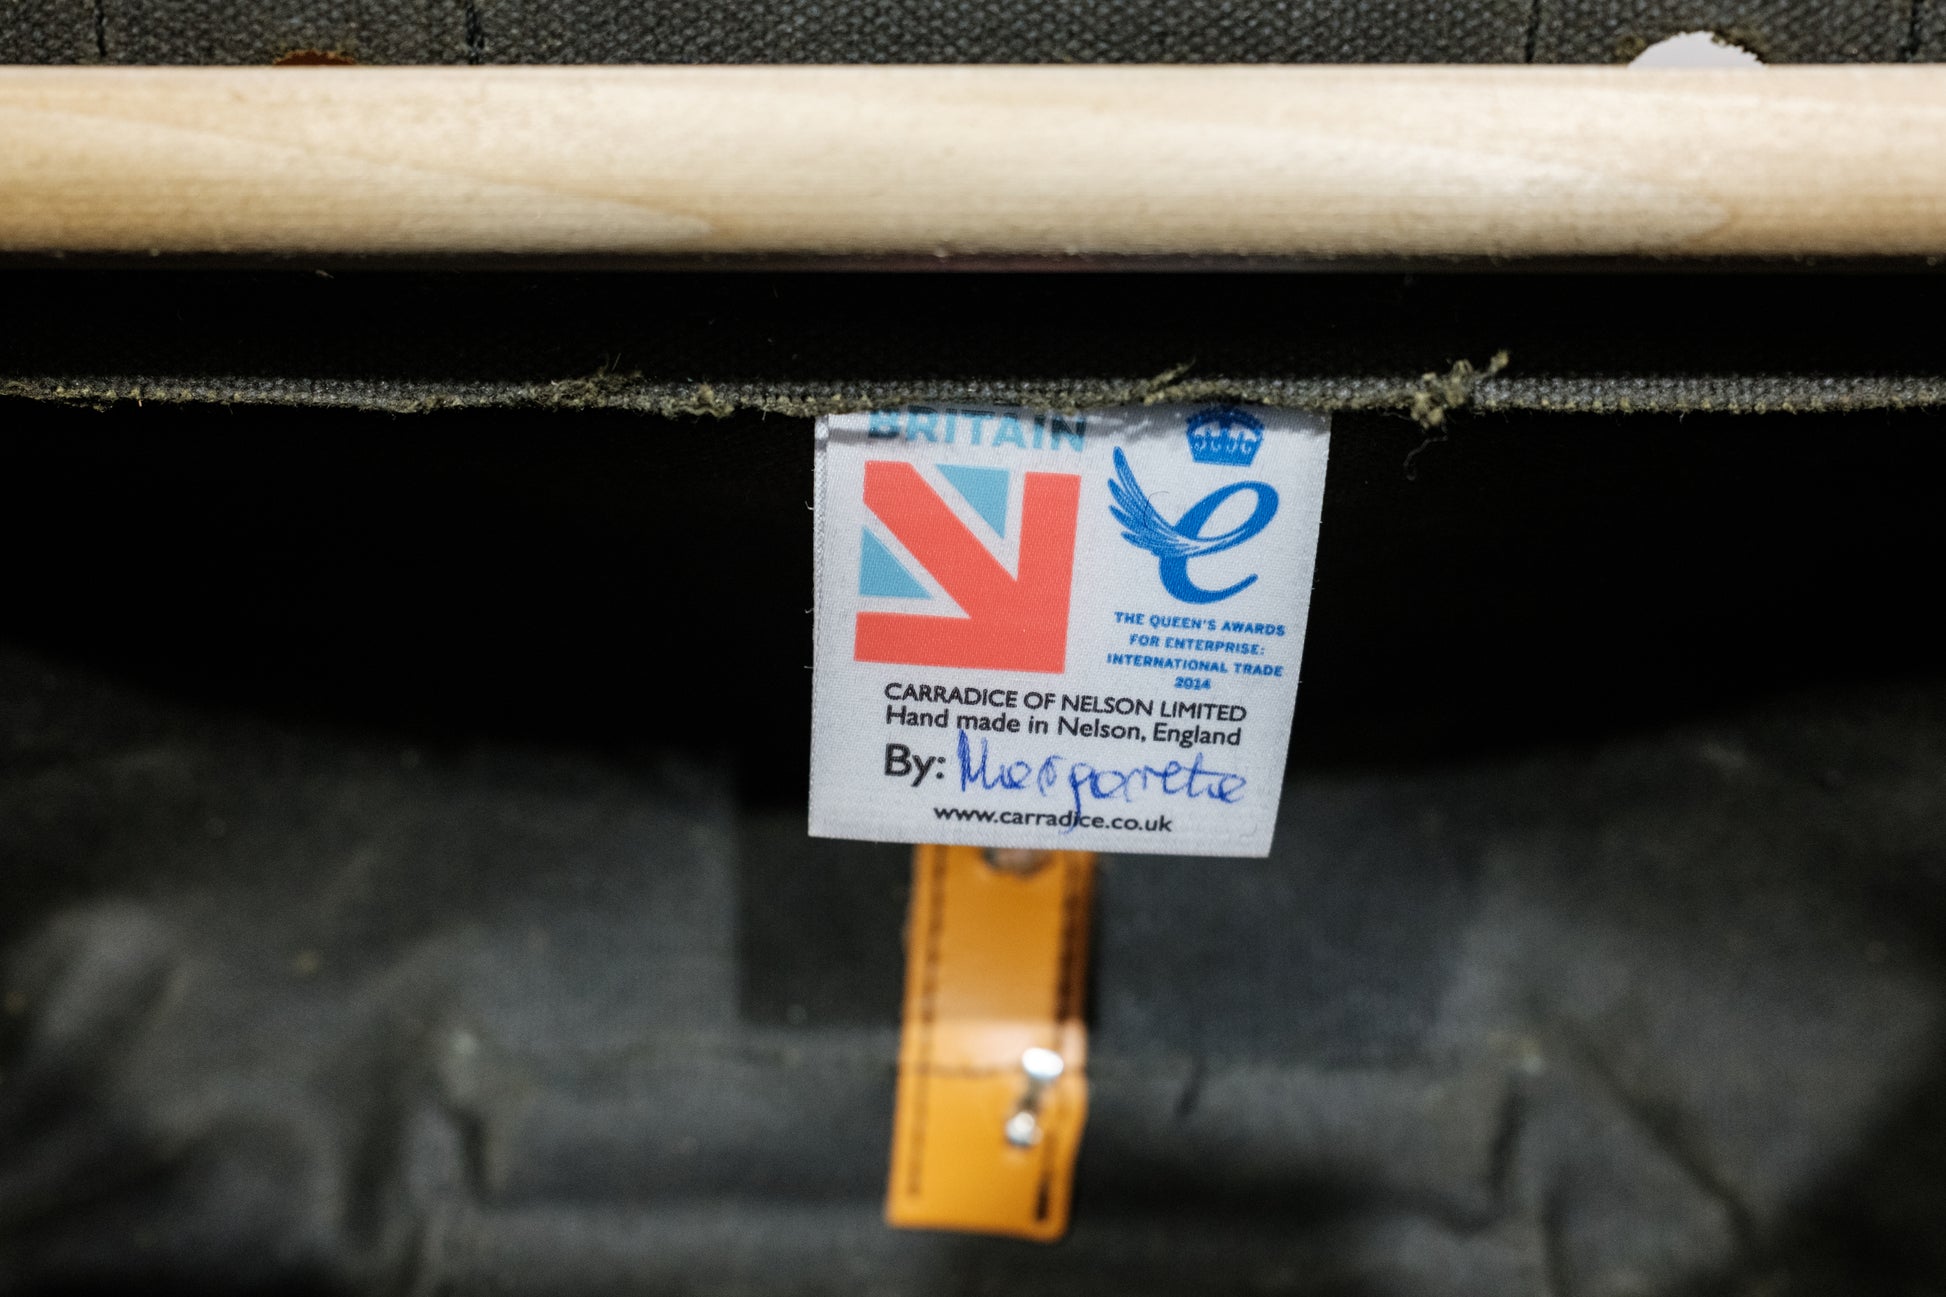 BRITAIN
THE QUEEN'S AWARDS
FOR ENTERPRISE:
INTERNATIONAL TRADE
2014
CARRADICE OF NELSON LIMITED
Hand made in Nelson, England
By: Margareta
www.carradice.co.uk